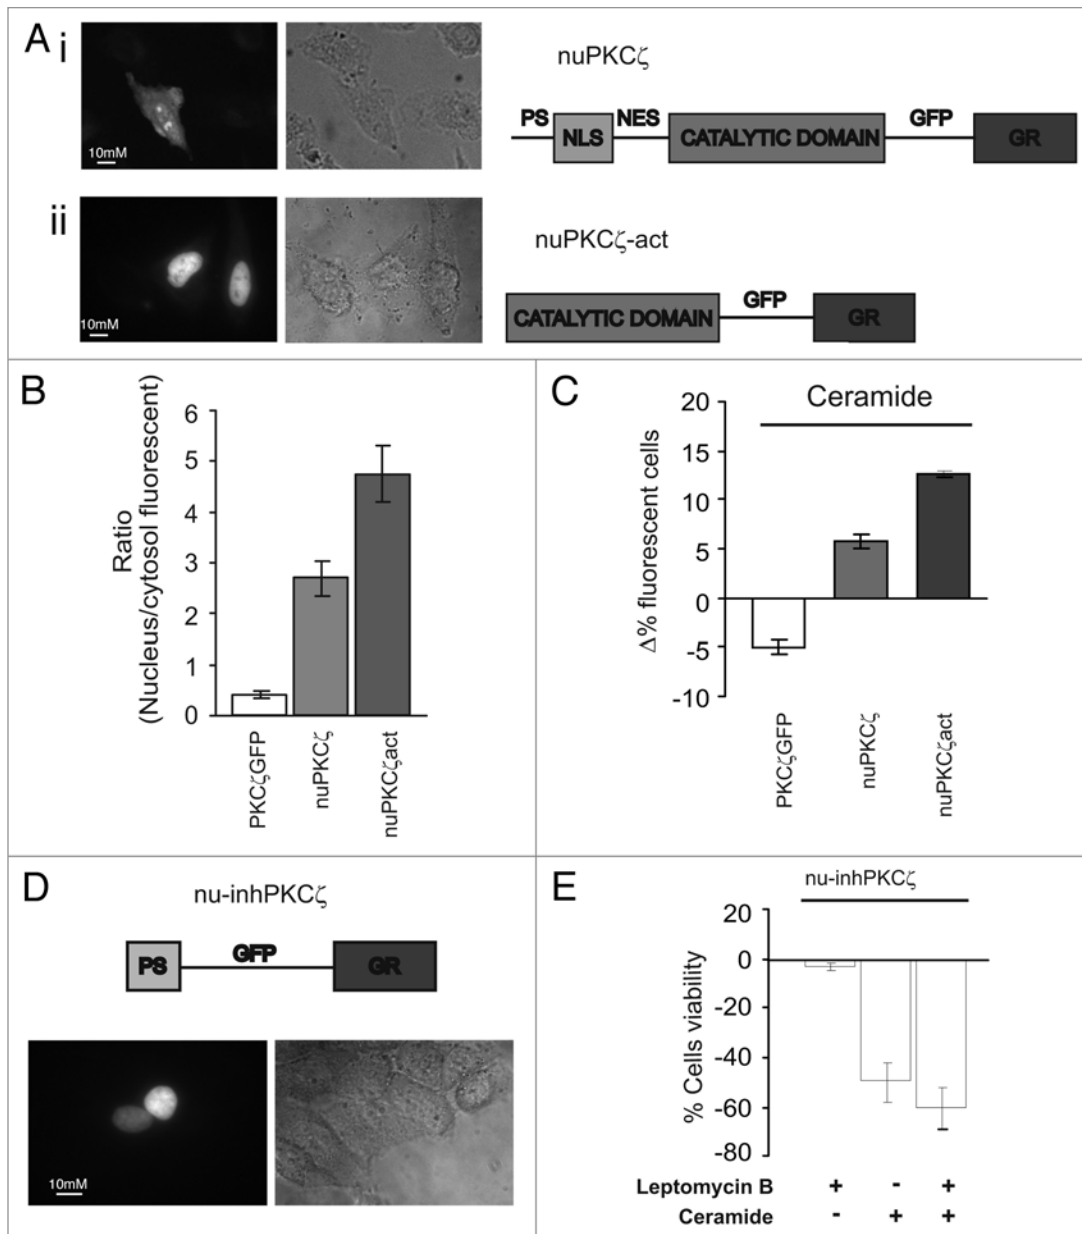 A
i
10mM
nuPKCζ
PS NLS NES CATALYTIC DOMAIN GFP GR
ii
10mM
nuPKCζ-act
CATALYTIC DOMAIN GFP GR
B
Ratio
(Nucleus/cytosol fluorescent)
6
5
4
3
2
1
0
PKCζGFP
nuPKCζ
nuPKCζact
C
Ceramide
Δ% fluorescent cells
20
15
10
5
0
-5
-10
PKCζGFP
nuPKCζ
nuPKCζact
D
nu-inhPKCζ
PS GFP GR
10mM
E
nu-inhPKCζ
% Cells viability
20
0
-20
-40
-60
-80
Leptomycin B + - +
Ceramide - + +